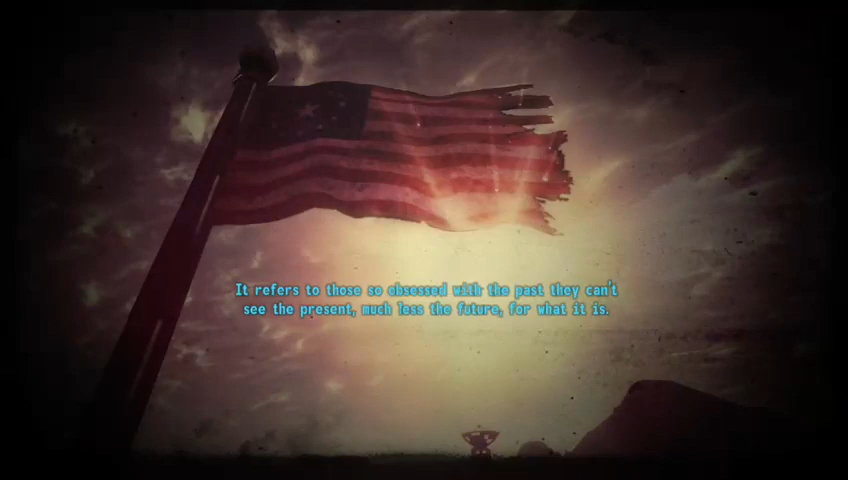 It refers to those so obsessed with the past they can't
see the present, much less the future, for what it is.